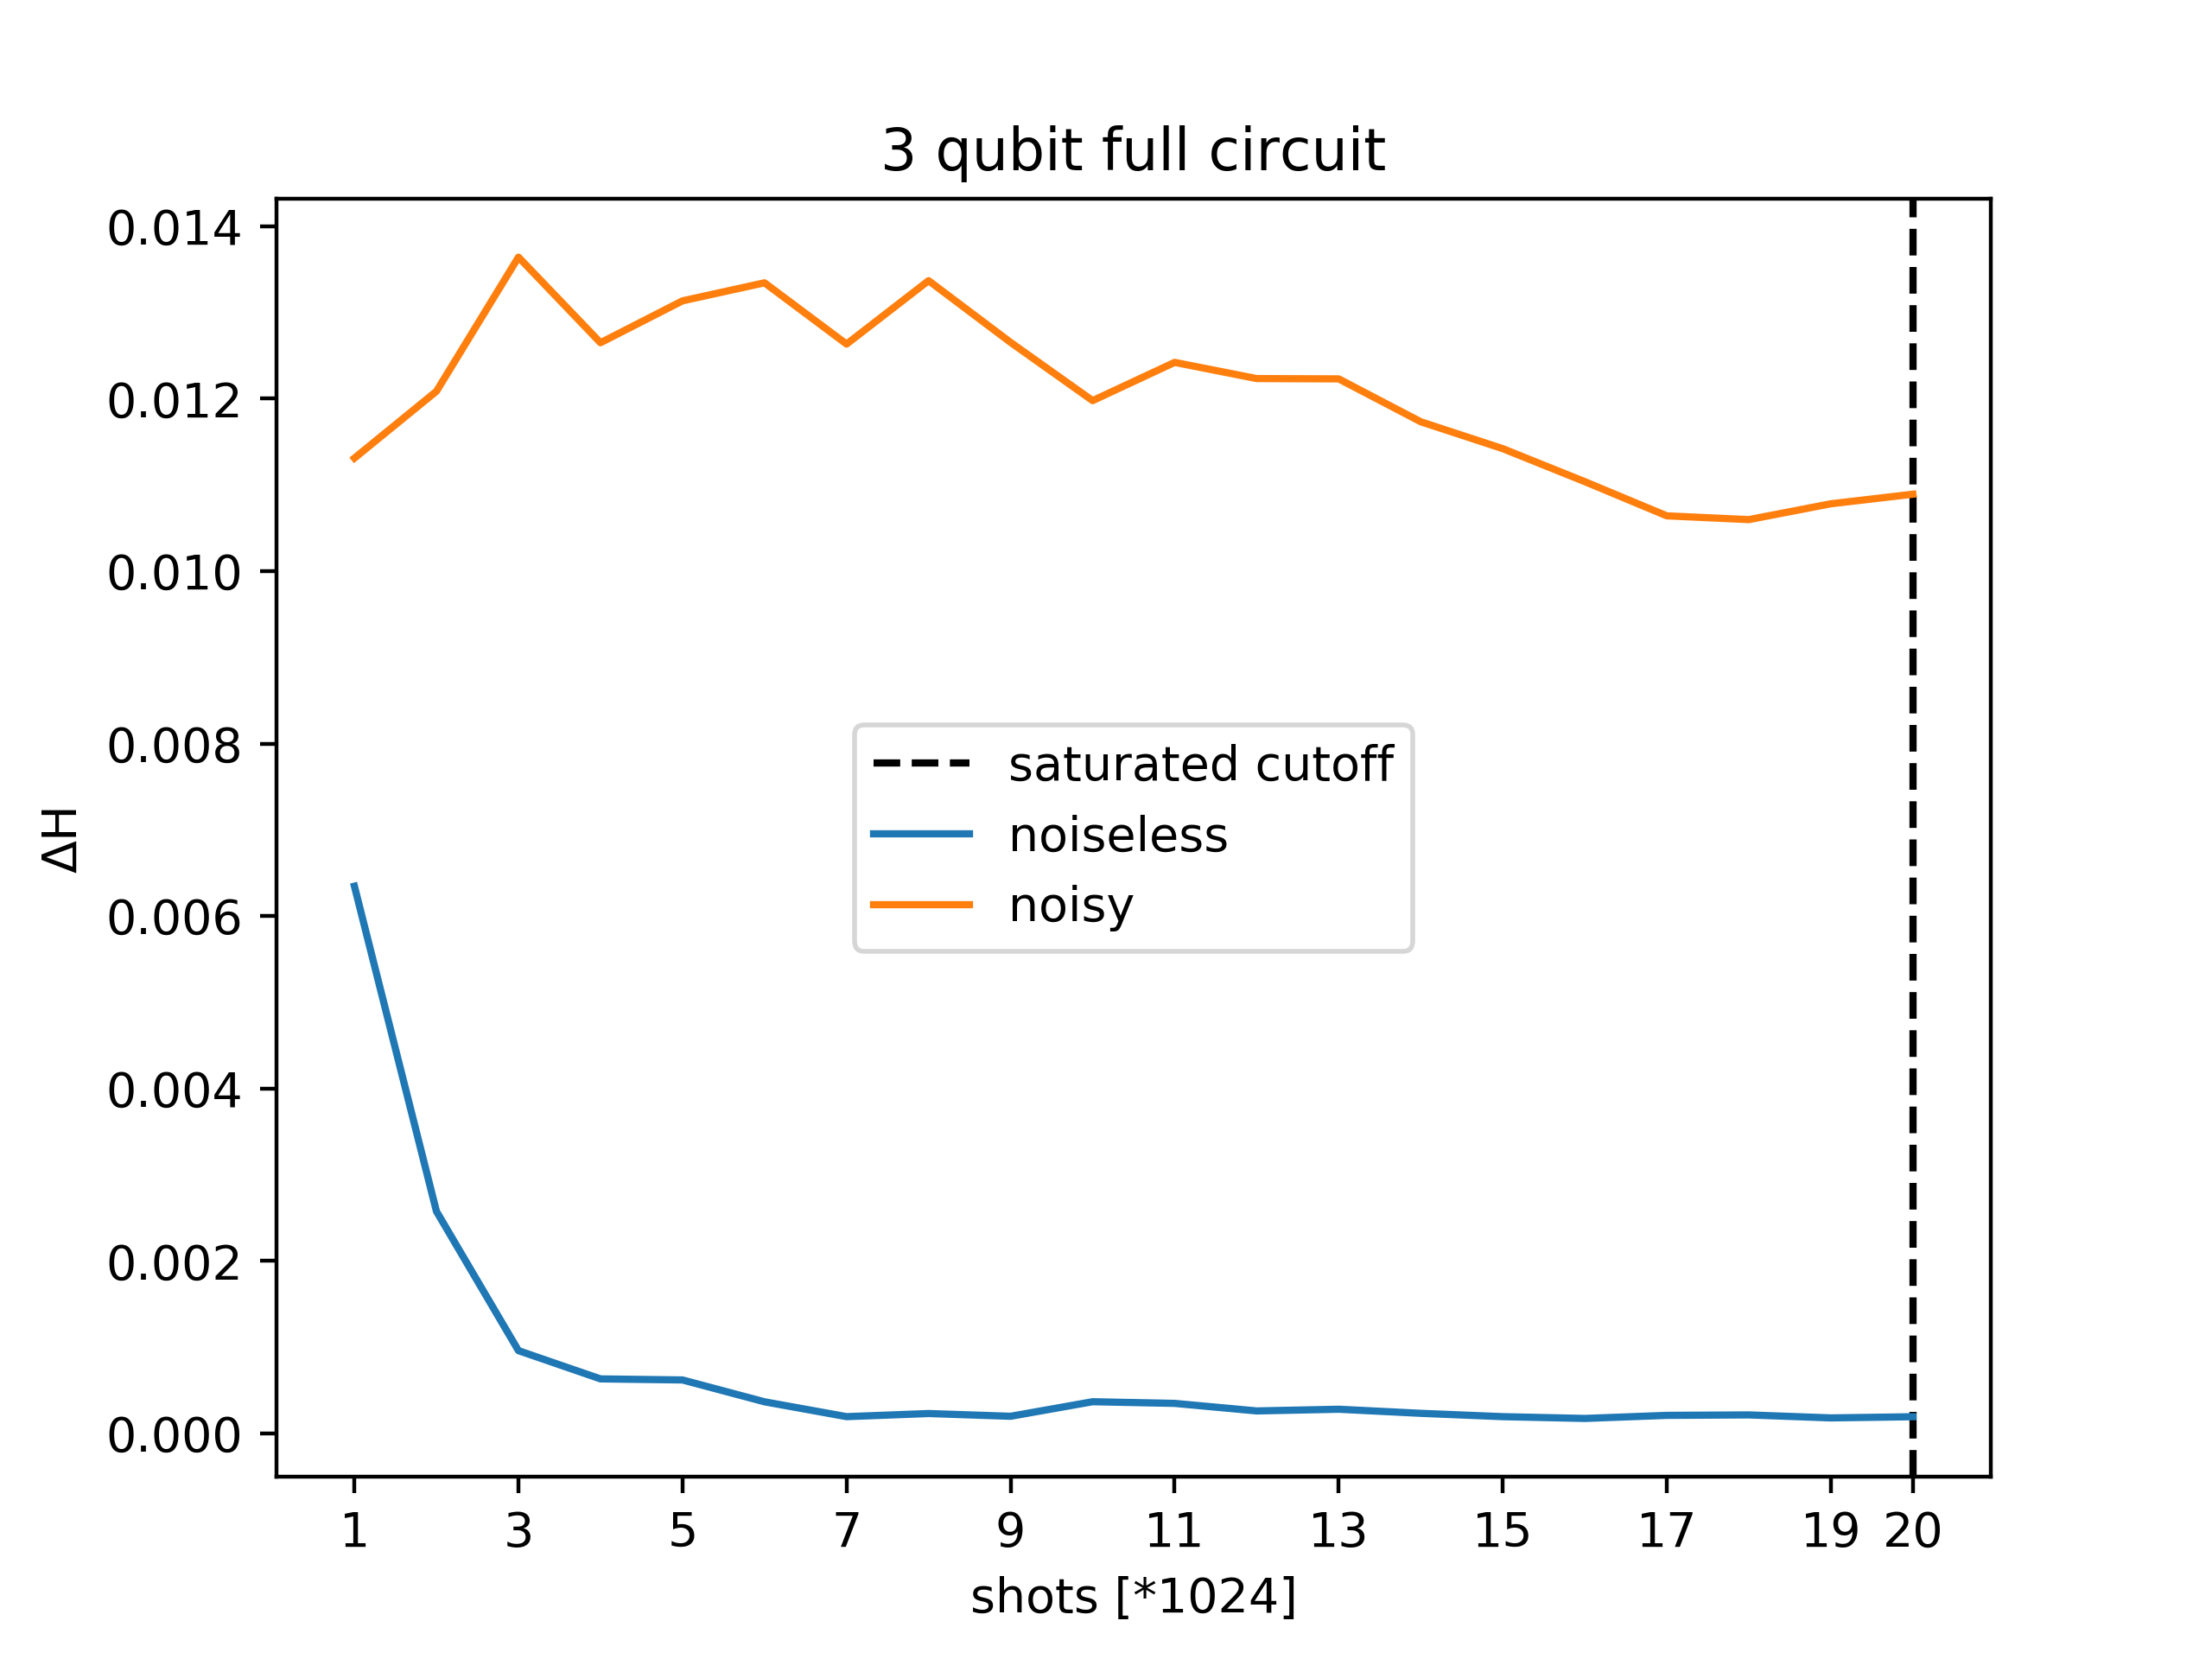 3 qubit full circuit
0.014
0.012
0.010
0.008
0.006
0.004
0.002
0.000
ΔH
saturated cutoff
noiseless
noisy
1 3 5 7 9 11 13 15 17 19 20
shots [*1024]